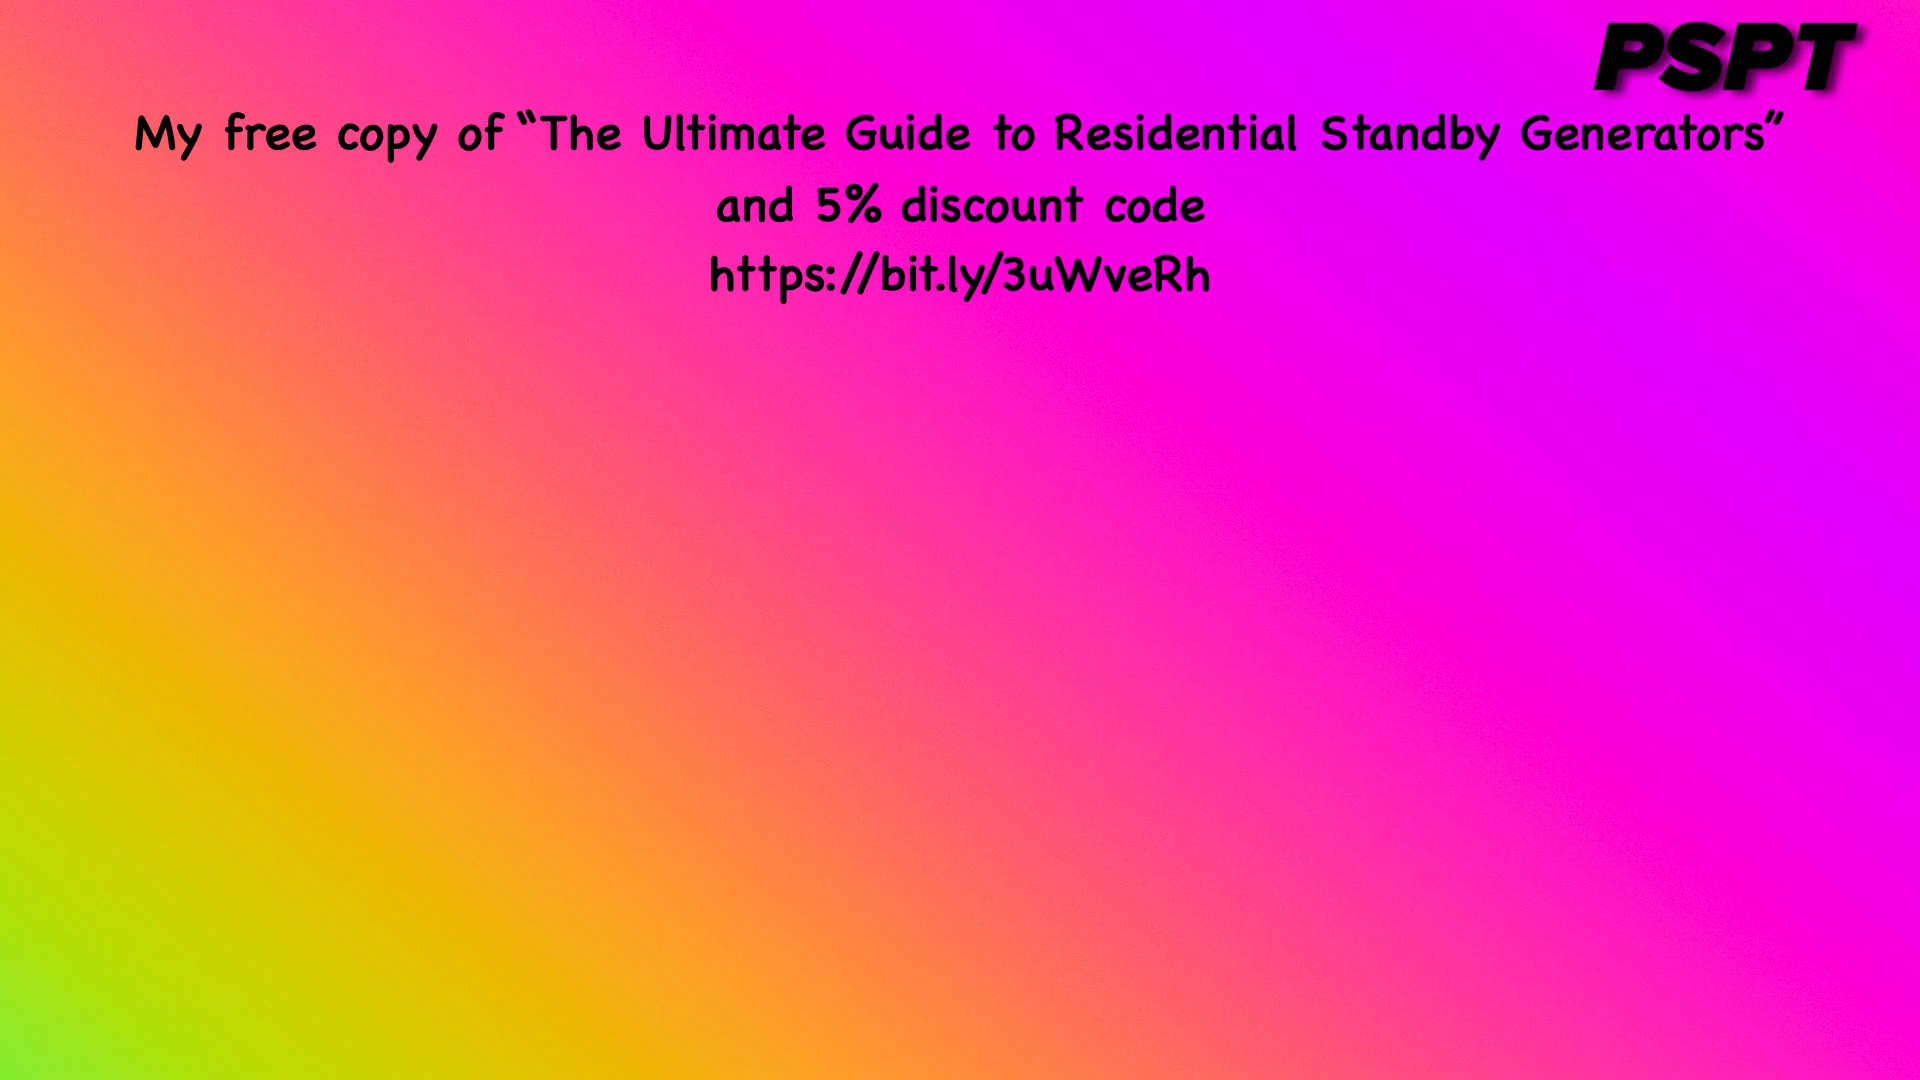 PSPT
My free copy of “The Ultimate Guide to Residential Standby Generators”
and 5% discount code
https://bit.ly/3uWveRh